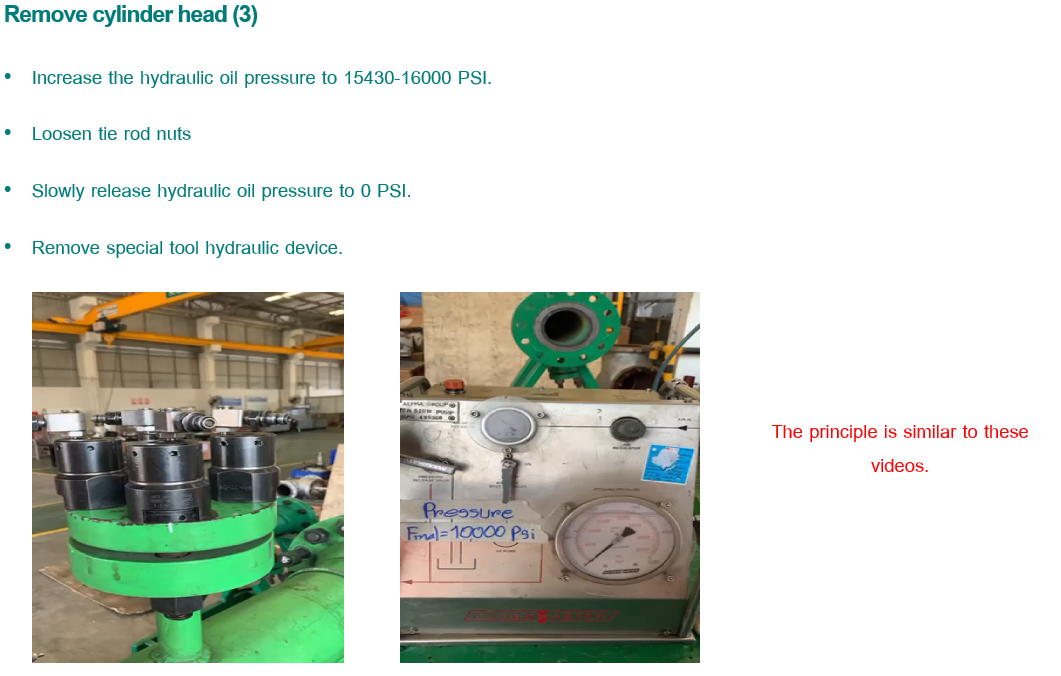 Remove cylinder head (3)
• Increase the hydraulic oil pressure to 15430-16000 PSI.
• Loosen tie rod nuts
• Slowly release hydraulic oil pressure to 0 PSI.
• Remove special tool hydraulic device.
The principle is similar to these
videos.
Pressure
=10,000 Psi